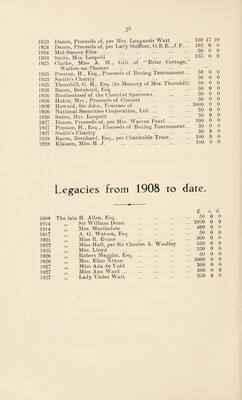 38
1923 Dance, Proceeds of, per Mrs. Langmuir Watt ... 150 17 10
1924 Dance, Proceeds of, per Lady Shiffner, O.B.E., J.P. ... 162 0 0
1924 Mid-Sussex Fête ... 50 0 0
1924 Sutro, Mrs. Leopold ... 155 0 0
1925 Clarke, Miss A. M., Gift of "Briar Cottage,"
Walton-on-Thames
1925 Preston, H., Esq., Proceeds of Boxing Tournament... 50 0 0
1925 Smith's Charity ... 50 0 0
1925 Thornhill, G. H., Esq. (In Memory of Mrs. Thornhill) 50 0 0
1926 Baron, Bernhard, Esq. ... 50 0 0
1926 Brotherhood of the Cheerful Sparrows ... 50 0 0
1926 Hatch, Mrs., Proceeds of Concert ... 50 0 0
1926 Howard, Sir John, Trustees of ... 5000 0 0
1926 National Securities Corporation, Ltd. ... 50 0 0
1926 Sutro, Mrs. Leopold ... 50 0 0
1927 Dance, Proceeds of, per Mrs. Warren Pearl ... 100 0 0
1927 Preston, H., Esq., Proceeds of Boxing Tournament ... 100 0 0
1927 Smith's Charity ... 50 0 0
1928 Baron, Bernhard, Esq., per Charitable Trust... 100 0 0
1928 Klassen, Miss H. J. ... 100 0 0
Legacies from 1908 to date.
£ s. d.
1908 The late H. Allen, Esq. ... 50 0 0
1914 " Sir William Dunn ... 1000 0 0
1914 " Mrs. Martindale ... 460 0 0
1917 " A. G. Watson, Esq. ... 50 0 0
1921 " Miss R. Evans ... 500 0 0
1922 " Miss Hall, per Sir Charles A. Woolley ... 550 0 0
1925 " Mrs. Lloyd ... 250 0 0
1926 " Robert Meggitt, Esq. ... 50 0 0
1926 " Mrs. Elize Nixon ... 2000 0 0
1927 " Miss Ada de Vald ... 300 0 0
1927 " Miss Ann Ward ... 300 0 0
1927 " Lady Violet Watt ... 250 0 0